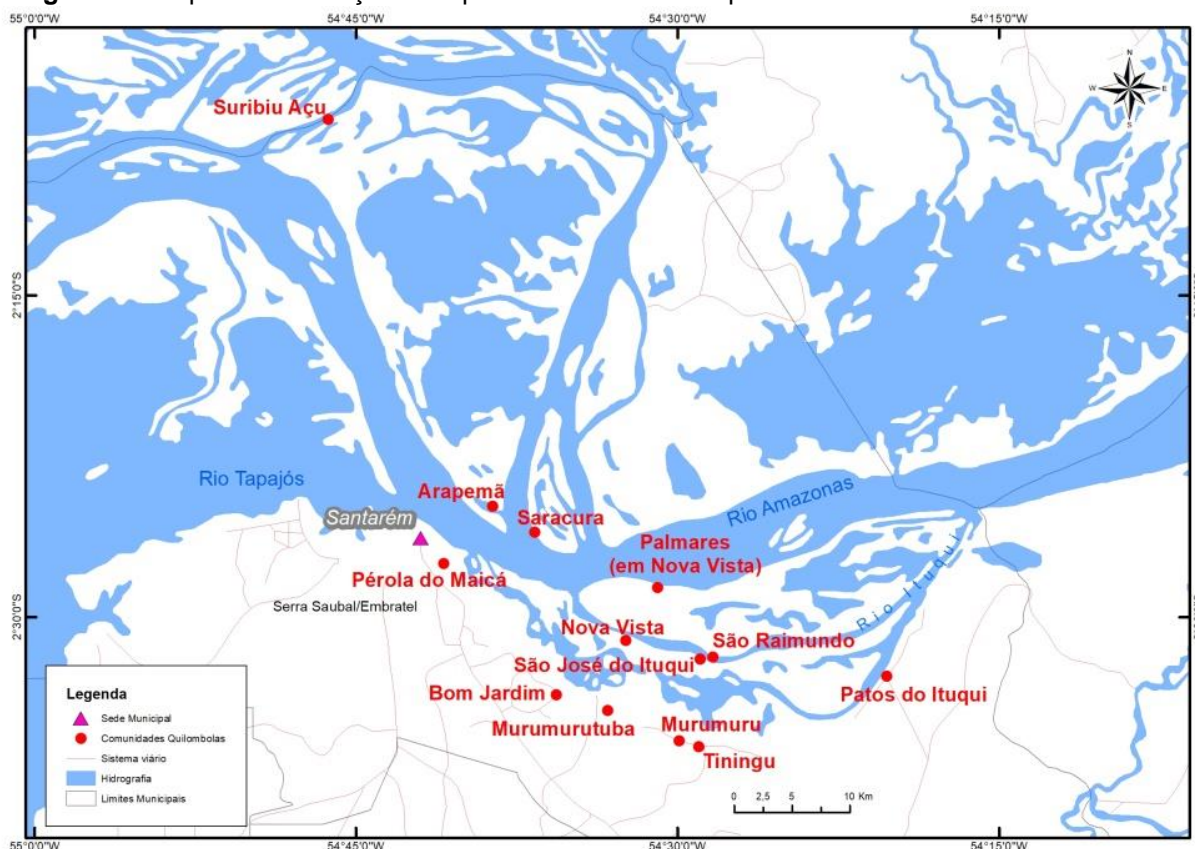 55°0'0"W
54°45'0"W
54°30'0"W
54°15'0"W
N
W E
S
Suribiu Açu
2°15'0"S
Rio Tapajós
Arapemã
Santarém
Saracura
Rio Amazonas
Palmares
(em Nova Vista)
Pérola do Maicá
Serra Saubal/Embratel
Rio Ituqui
2°30'0"S
Nova Vista
São Raimundo
São José do Ituqui
Bom Jardim
Patos do Ituqui
Murumurutuba
Murumuru
Tiningu
Legenda
Sede Municipal
Comunidades Quilombolas
Sistema viário
Hidrografia
Limites Municipais
0 2,5 5 10 Km
55°0'0"W
54°45'0"W
54°30'0"W
54°15'0"W